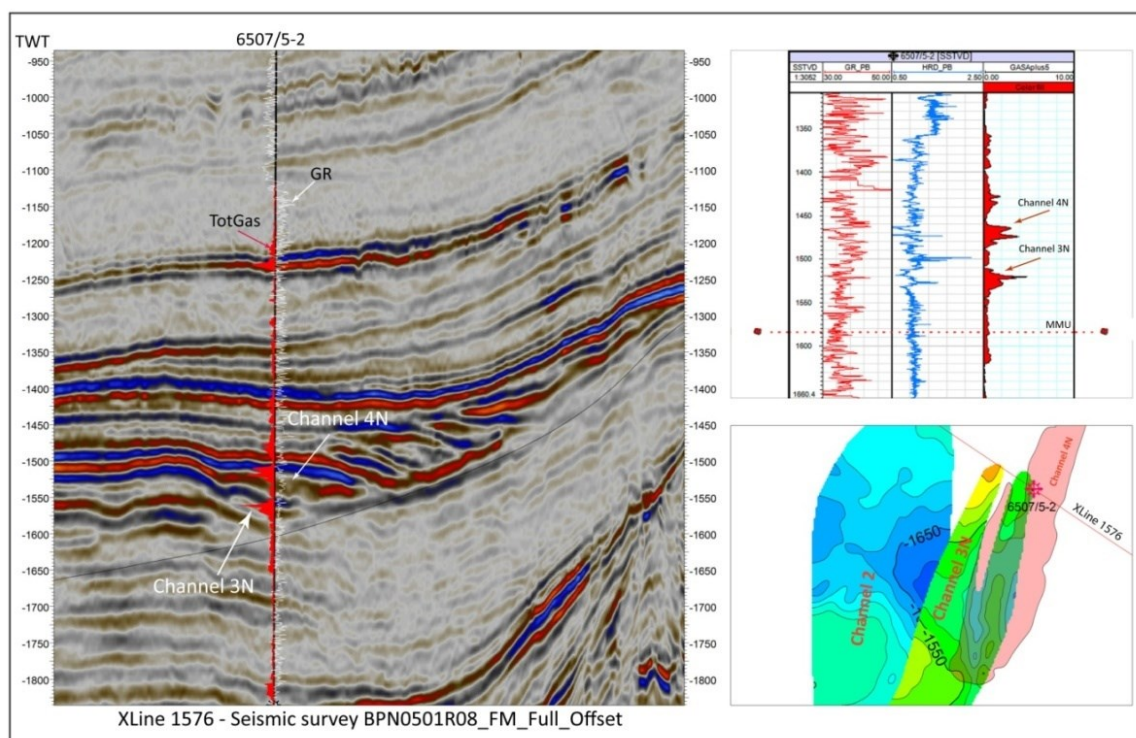 TWT
6507/5-2
-950
-1000
-1050
-1100
-1150
-1200
-1250
-1300
-1350
-1400
-1450
-1500
-1550
-1600
-1650
-1700
-1750
-1800
GR
TotGas
Channel 4N
Channel 3N
-950
-1000
-1050
-1100
-1150
-1200
-1250
-1300
-1350
-1400
-1450
-1500
-1550
-1600
-1650
-1700
-1750
-1800
XLine 1576 - Seismic survey BPN0501R08_FM_Full_Offset
6507/5-2 [SSTVD]
SSTVD GR_PB HRD_PB GASAplus5
1:3052 30.00 60.00 0.50 2.50 0.00 10.00
1350
1400
1450
1500
1550
1600
1660.4
Channel 4N
Channel 3N
MMU
Channel 4N
6507/5-2
XLine 1576
-1650
Channel 3N
Channel 2
-1550